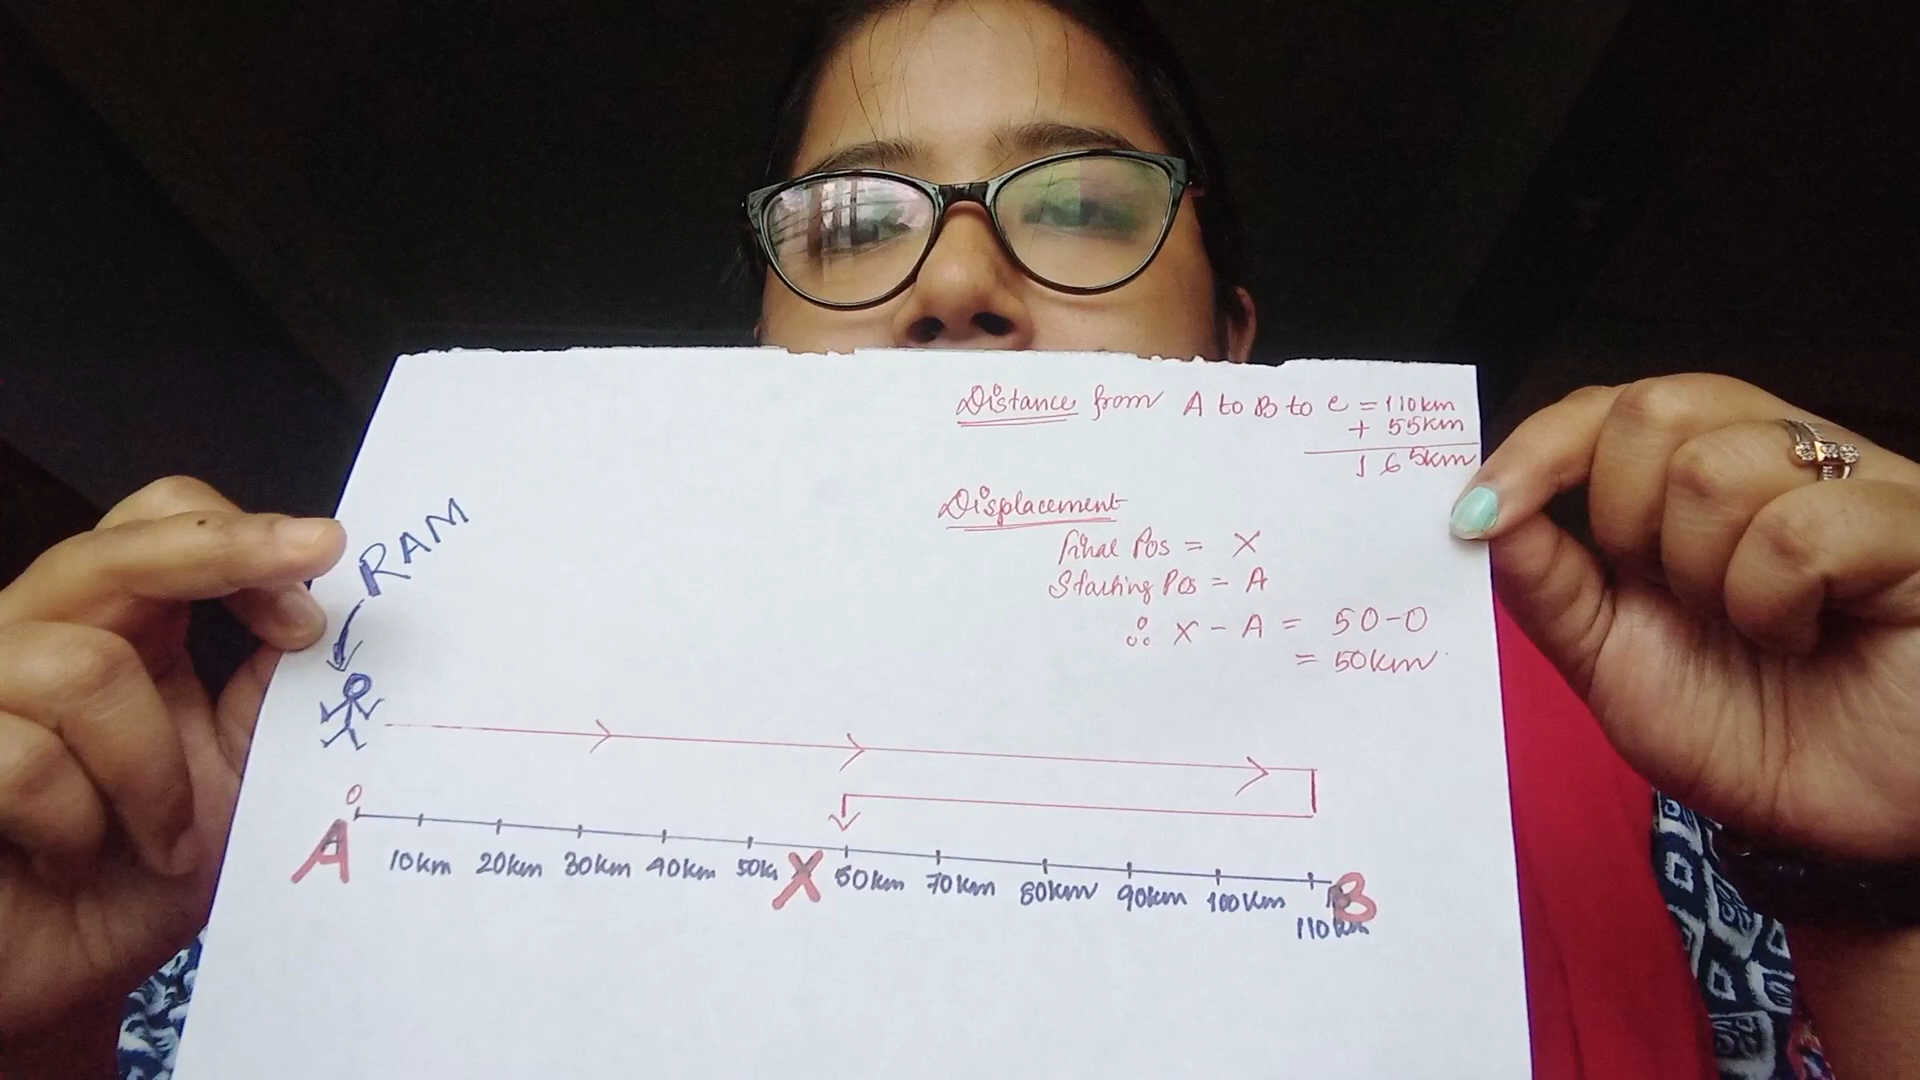 Distance from A to B to C = 110km
+ 55km
165km
Displacement
Final Pos = X
Starting Pos = A
∴ X - A = 50-0
= 50km
RAM
0
A
10km 20km 30km 40km 50k X 60km 70km 80km 90km 100km B
110km